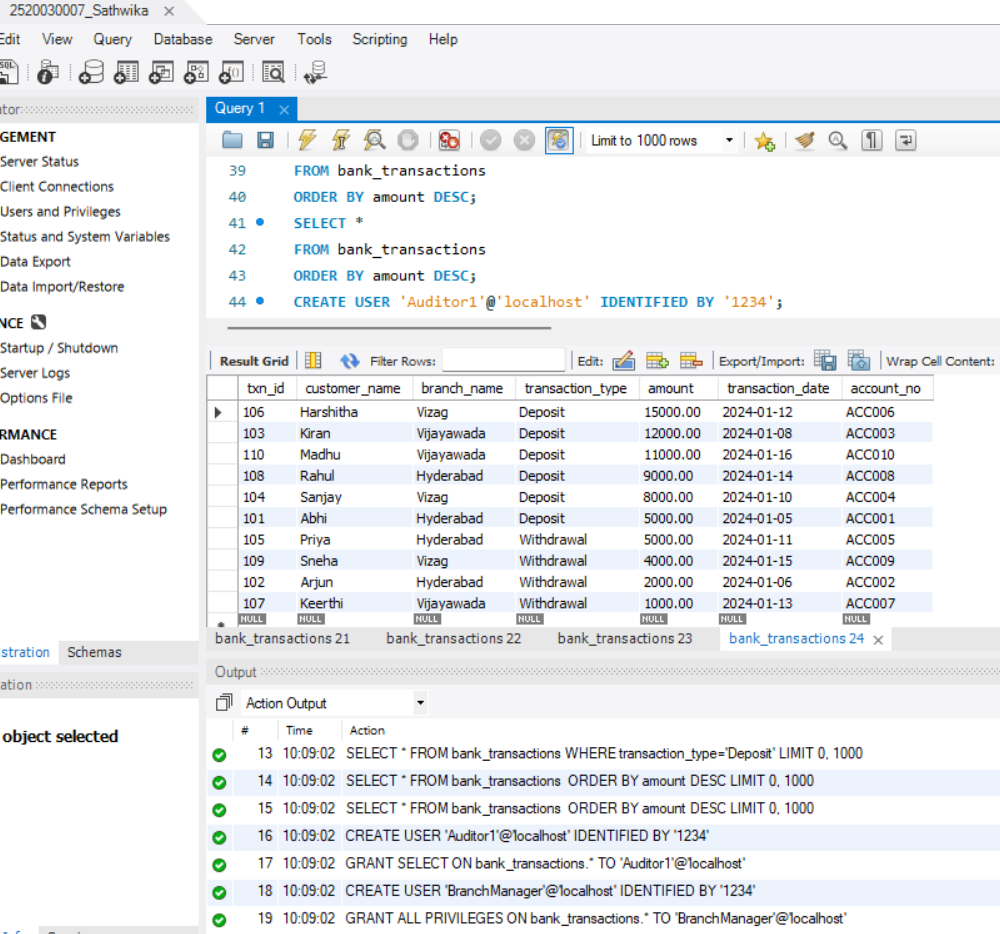 2520030007_Sathwika ×
Edit View Query Database Server Tools Scripting Help
SQL
GEMENT
Server Status
Client Connections
Users and Privileges
Status and System Variables
Data Export
Data Import/Restore
NCE
Startup / Shutdown
Server Logs
Options File
RMANCE
Dashboard
Performance Reports
Performance Schema Setup
stration Schemas
ation
object selected
Query 1 ×
Limit to 1000 rows
39 FROM bank_transactions
40 ORDER BY amount DESC;
41 SELECT *
42 FROM bank_transactions
43 ORDER BY amount DESC;
44 CREATE USER 'Auditor1'@'localhost' IDENTIFIED BY '1234';
Result Grid Filter Rows: Edit: Export/Import: Wrap Cell Content:
txn_id customer_name branch_name transaction_type amount transaction_date account_no
106 Harshitha Vizag Deposit 15000.00 2024-01-12 ACC006
103 Kiran Vijayawada Deposit 12000.00 2024-01-08 ACC003
110 Madhu Vijayawada Deposit 11000.00 2024-01-16 ACC010
108 Rahul Hyderabad Deposit 9000.00 2024-01-14 ACC008
104 Sanjay Vizag Deposit 8000.00 2024-01-10 ACC004
101 Abhi Hyderabad Deposit 5000.00 2024-01-05 ACC001
105 Priya Hyderabad Withdrawal 5000.00 2024-01-11 ACC005
109 Sneha Vizag Withdrawal 4000.00 2024-01-15 ACC009
102 Arjun Hyderabad Withdrawal 2000.00 2024-01-06 ACC002
107 Keerthi Vijayawada Withdrawal 1000.00 2024-01-13 ACC007
NULL NULL NULL NULL NULL NULL NULL
bank_transactions 21 bank_transactions 22 bank_transactions 23 bank_transactions 24 ×
Output
Action Output
# Time Action
13 10:09:02 SELECT * FROM bank_transactions WHERE transaction_type='Deposit' LIMIT 0, 1000
14 10:09:02 SELECT * FROM bank_transactions ORDER BY amount DESC LIMIT 0, 1000
15 10:09:02 SELECT * FROM bank_transactions ORDER BY amount DESC LIMIT 0, 1000
16 10:09:02 CREATE USER 'Auditor1'@'localhost' IDENTIFIED BY '1234'
17 10:09:02 GRANT SELECT ON bank_transactions.* TO 'Auditor1'@'localhost'
18 10:09:02 CREATE USER 'BranchManager'@'localhost' IDENTIFIED BY '1234'
19 10:09:02 GRANT ALL PRIVILEGES ON bank_transactions.* TO 'BranchManager'@'localhost'